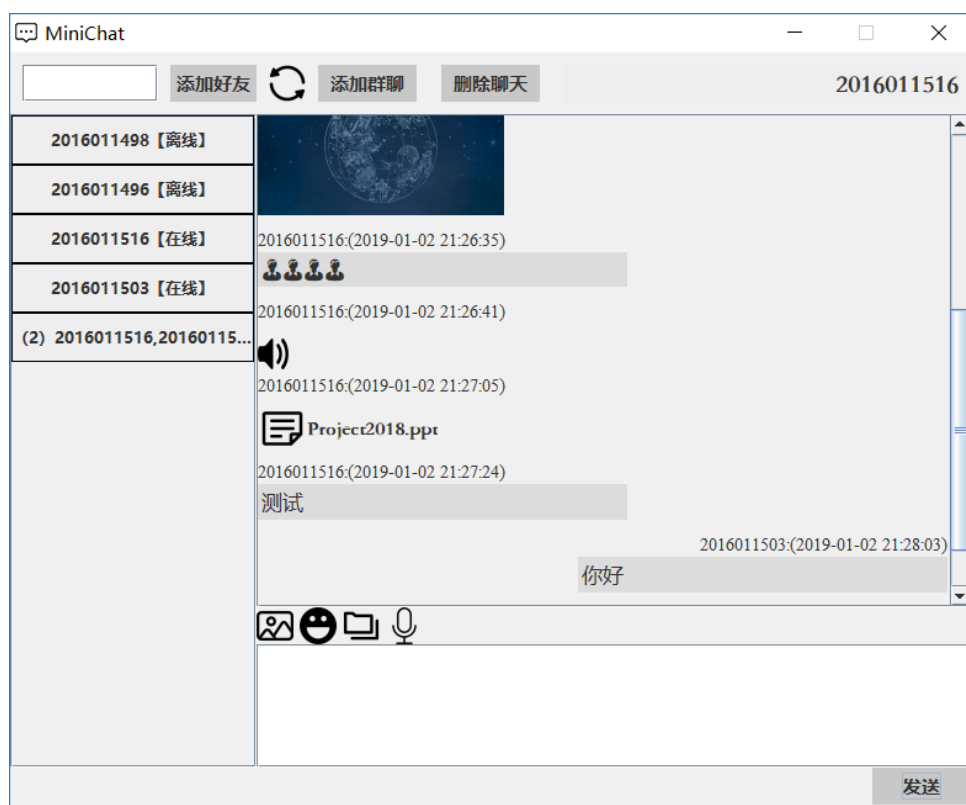 MiniChat
添加好友 添加群聊 删除聊天 2016011516
2016011498【离线】
2016011496【离线】
2016011516【在线】
2016011503【在线】
(2) 2016011516,20160115...
2016011516:(2019-01-02 21:26:35)
2016011516:(2019-01-02 21:26:41)
2016011516:(2019-01-02 21:27:05)
Project2018.ppt
2016011516:(2019-01-02 21:27:24)
测试
2016011503:(2019-01-02 21:28:03)
你好
发送